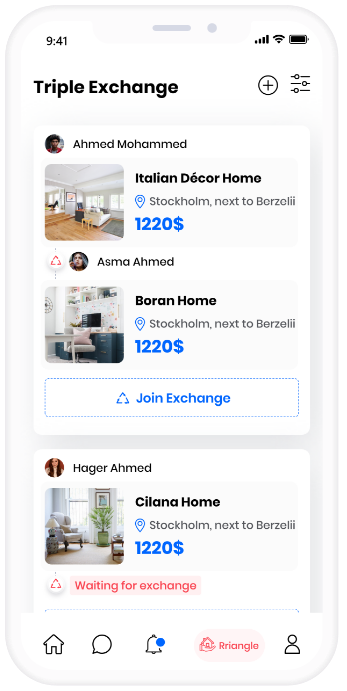 9:41
Triple Exchange
Ahmed Mohammed
Italian Décor Home
Stockholm, next to Berzelii
1220$
Asma Ahmed
Boran Home
Stockholm, next to Berzelii
1220$
Join Exchange
Hager Ahmed
Cilana Home
Stockholm, next to Berzelii
1220$
Waiting for exchange
Rriangle